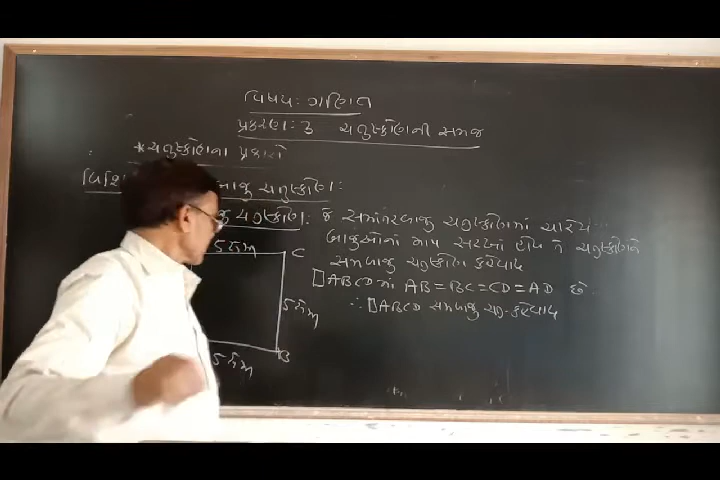 વિષય: ગણિત
પ્રકરણ: 3 ચતુષ્કોણની સમજ
*ચતુષ્કોણના પ્રકારો
બાજુ ચતુષ્કોણ:
ચતુષ્કોણ: જે સમાંતરબાજુ ચતુષ્કોણમાં ચારેય
બાજુઓનાં માપ સરખાં હોય તે ચતુષ્કોણને
સમબાજુ ચતુષ્કોણ કહેવાય
□ABCD માં AB = BC = CD = AD છે
∴ □ABCD સમબાજુ ચતુ. કહેવાય
5 સેમી
C
5 સેમી
5 સેમી
B